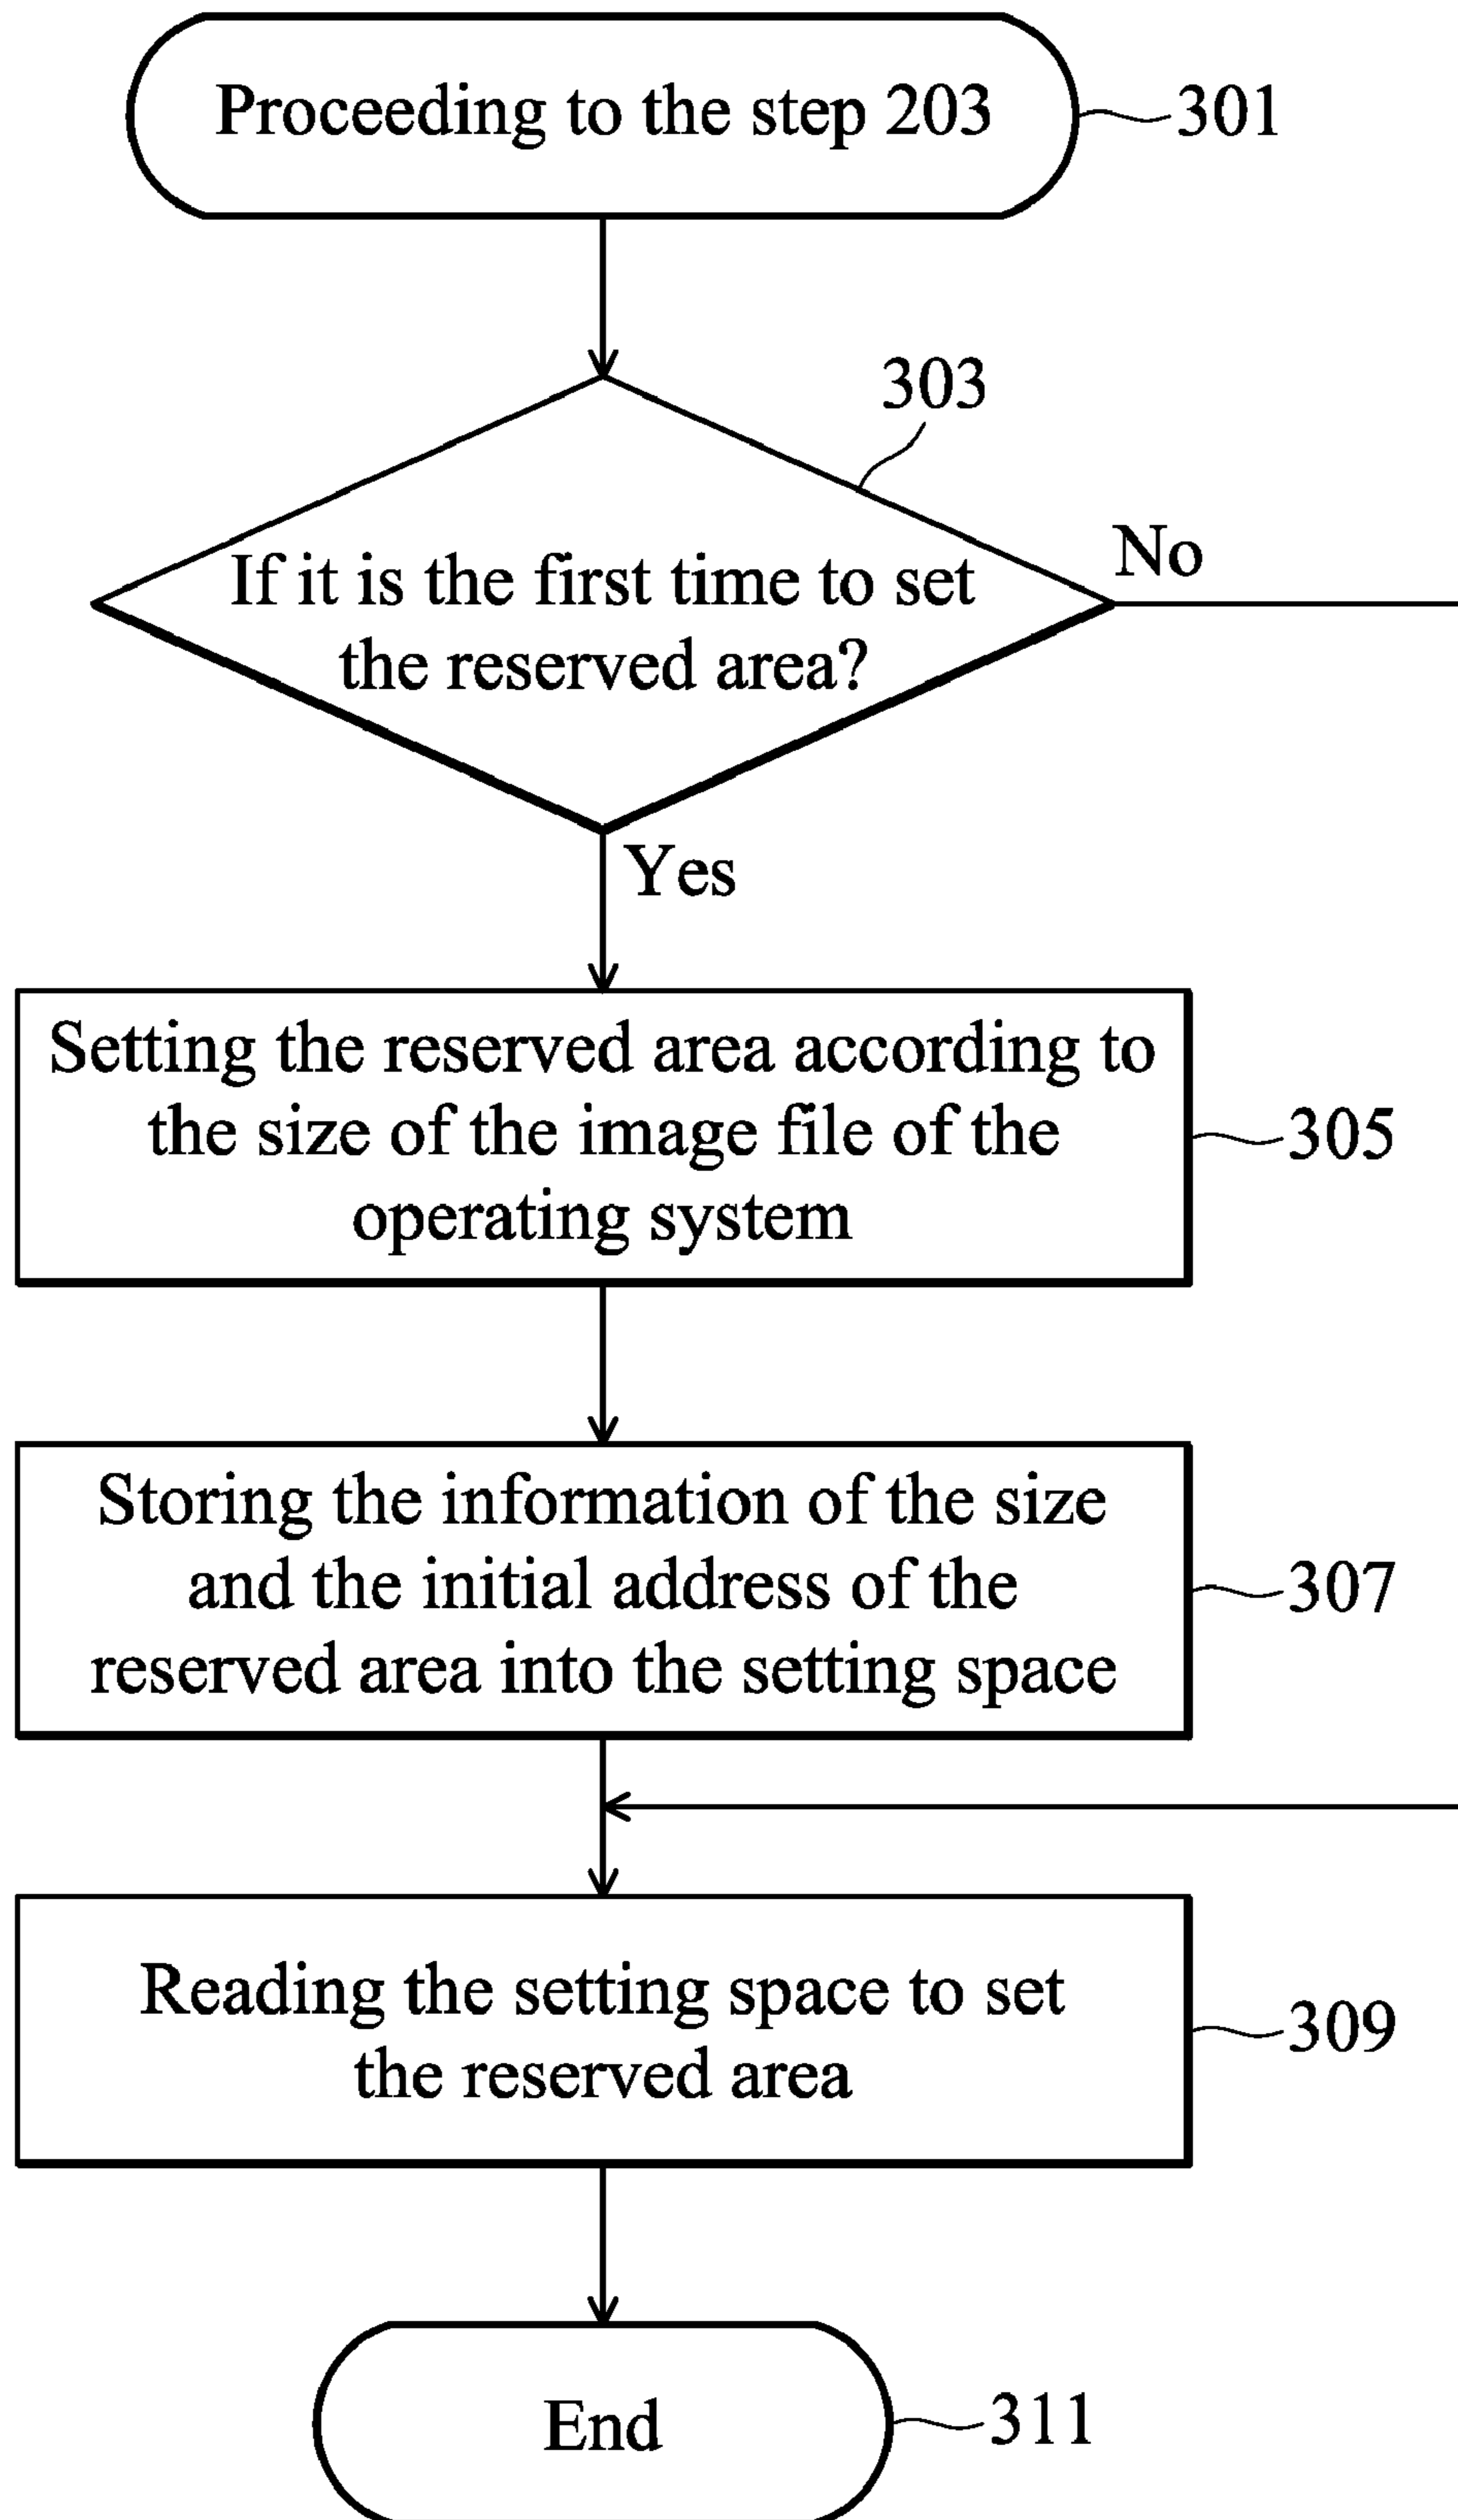 Proceeding to the step 203
301
303
If it is the first time to set
the reserved area?
No
Yes
Setting the reserved area according to
the size of the image file of the
operating system
305
Storing the information of the size
and the initial address of the
reserved area into the setting space
307
Reading the setting space to set
the reserved area
309
End
311